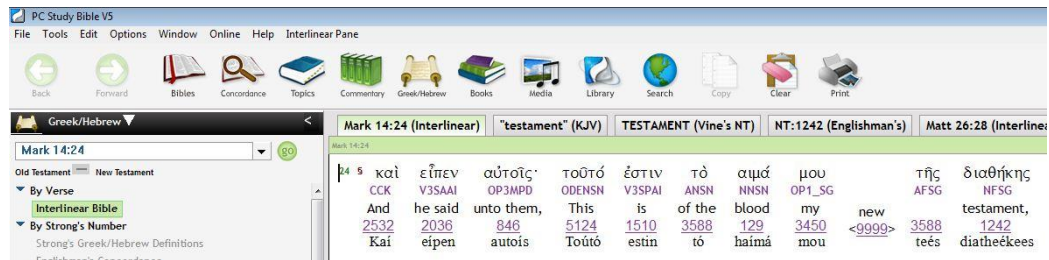 PC Study Bible V5
File Tools Edit Options Window Online Help Interlinear Pane
Back Forward Bibles Concordance Topics Commentary Greek/Hebrew Books Media Library Search Copy Clear Print
Greek/Hebrew <
Mark 14:24 (Interlinear) "testament" (KJV) TESTAMENT (Vine's NT) NT:1242 (Englishman's) Matt 26:28 (Interlinea
Mark 14:24 go
Mark 14:24
Old Testament New Testament
By Verse
Interlinear Bible
By Strong's Number
Strong's Greek/Hebrew Definitions
Englishman's Concordance
24 § καὶ εἶπεν αὐτοῖς· τοῦτό ἐστιν τὸ αιμά μου τῆς διαθήκης
CCK V3SAAI OP3MPD ODENSN V3SPAI ANSN NNSN OP1_SG AFSG NFSG
And he said unto them, This is of the blood my new testament,
2532 2036 846 5124 1510 3588 129 3450 <9999> 3588 1242
Kaí eípen autoís Toútó estin tó haímá mou teés diatheékees